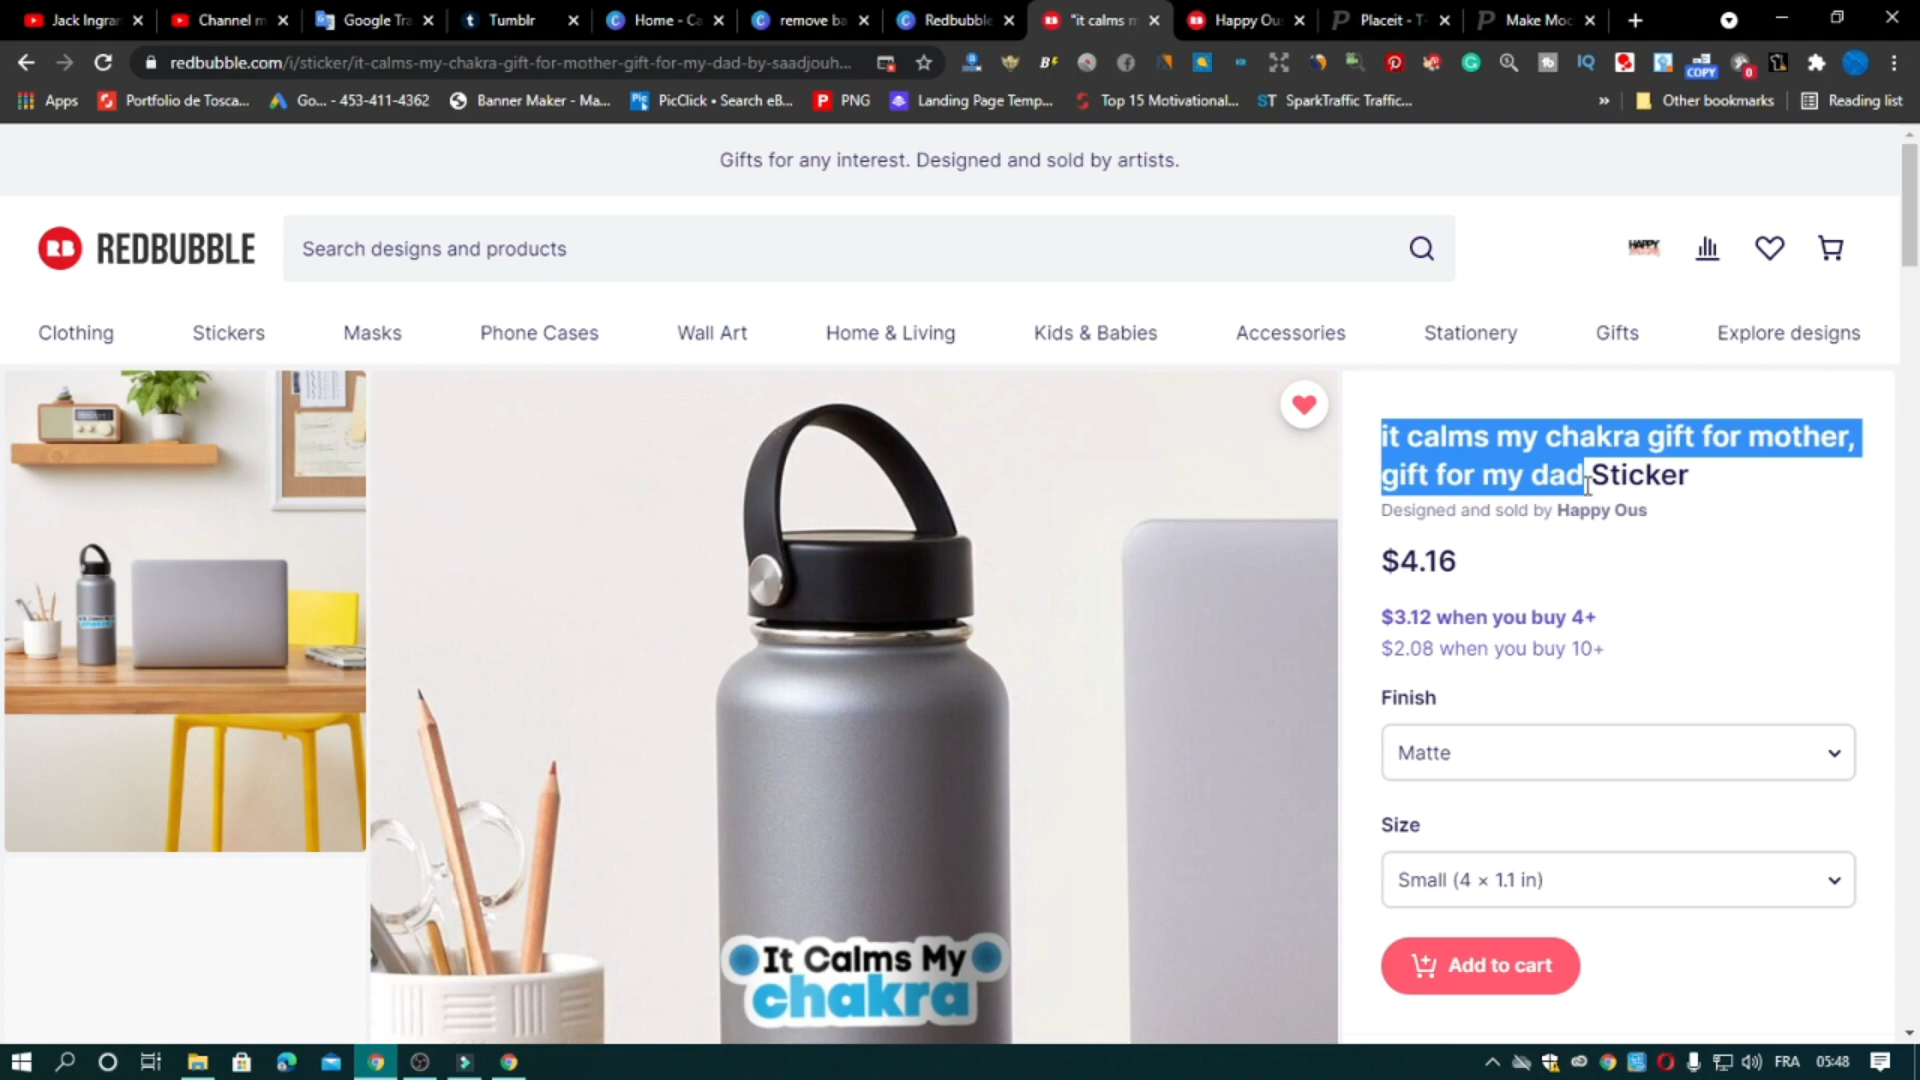 Jack Ingran
Channel m
Google Tra
Tumblr
Home - Ca
remove ba
Redbubble
"it calms m
Happy Ou
Placeit - T-
Make Moc
redbubble.com/i/sticker/it-calms-my-chakra-gift-for-mother-gift-for-my-dad-by-saadjouh...
Apps
Portfolio de Tosca...
Go... - 453-411-4362
Banner Maker - Ma...
PicClick • Search eB...
PNG
Landing Page Temp...
Top 15 Motivational...
ST SparkTraffic Traffic...
»
Other bookmarks
Reading list
Gifts for any interest. Designed and sold by artists.
RB REDBUBBLE
Search designs and products
HAPPY
Clothing
Stickers
Masks
Phone Cases
Wall Art
Home & Living
Kids & Babies
Accessories
Stationery
Gifts
Explore designs
it calms my chakra gift for mother,
gift for my dad Sticker
Designed and sold by Happy Ous
$4.16
$3.12 when you buy 4+
$2.08 when you buy 10+
Finish
Matte
Size
Small (4 × 1.1 in)
Add to cart
It Calms My
chakra
FRA
05:48